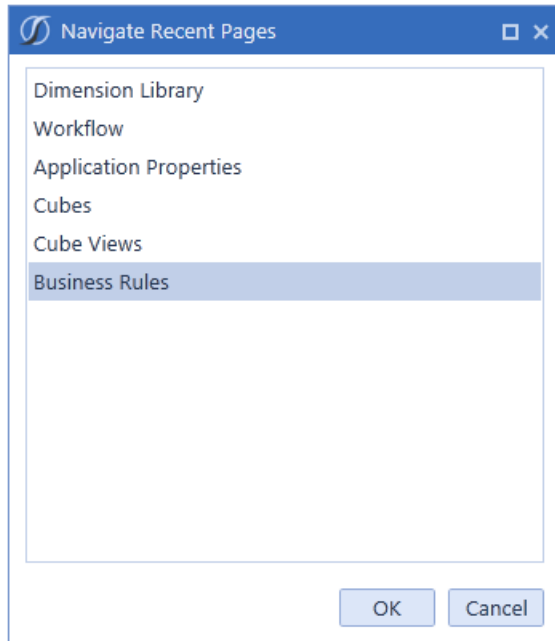 Navigate Recent Pages
Dimension Library
Workflow
Application Properties
Cubes
Cube Views
Business Rules
OK
Cancel